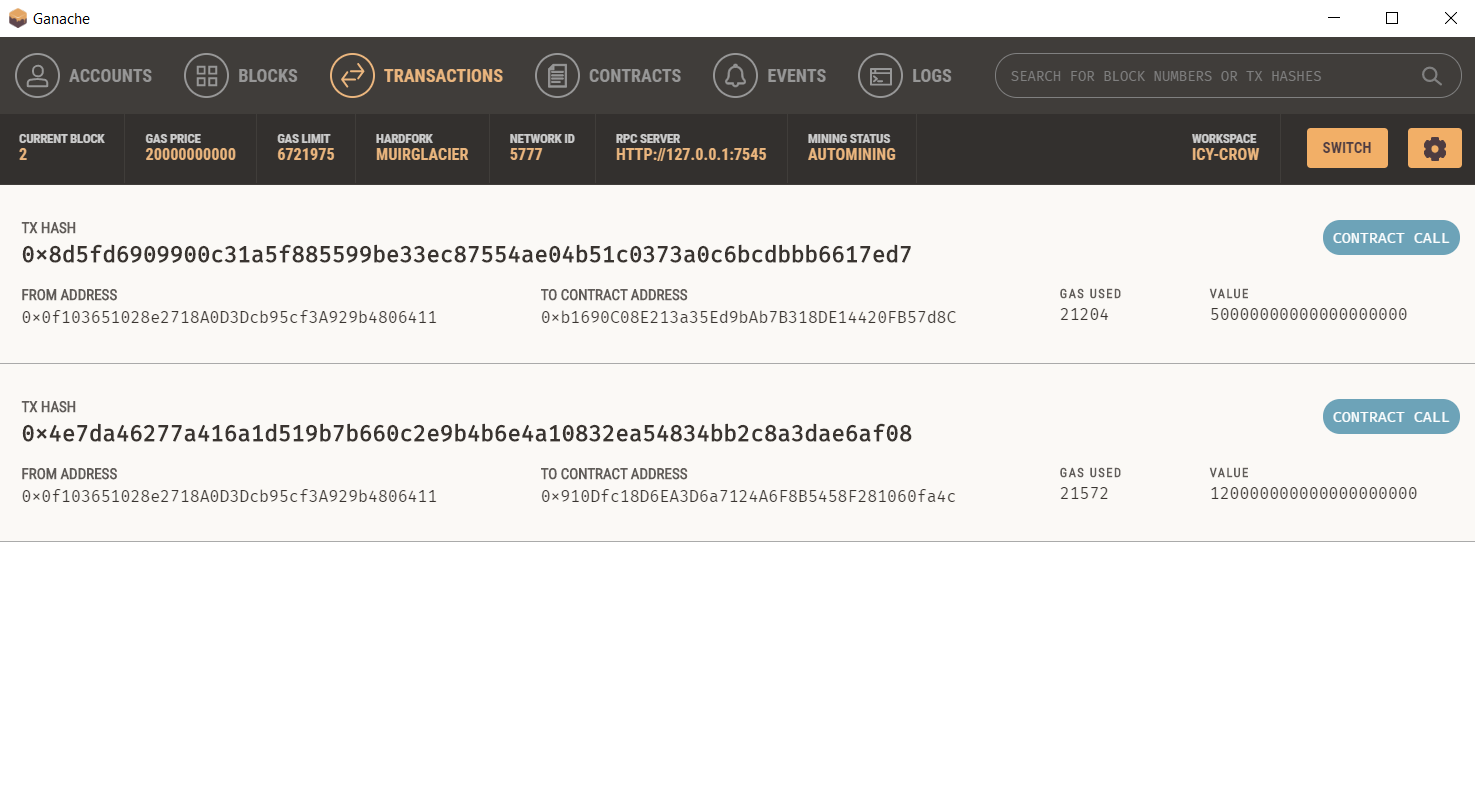 Ganache
ACCOUNTS BLOCKS TRANSACTIONS CONTRACTS EVENTS LOGS SEARCH FOR BLOCK NUMBERS OR TX HASHES
CURRENT BLOCK GAS PRICE GAS LIMIT HARDFORK NETWORK ID RPC SERVER MINING STATUS WORKSPACE
2 20000000000 6721975 MUIRGLACIER 5777 HTTP://127.0.0.1:7545 AUTOMINING ICY-CROW SWITCH
TX HASH
0×8d5fd6909900c31a5f885599be33ec87554ae04b51c0373a0c6bcdbbb6617ed7 CONTRACT CALL
FROM ADDRESS TO CONTRACT ADDRESS GAS USED VALUE
0×0f103651028e2718A0D3Dcb95cf3A929b4806411 0×b1690C08E213a35Ed9bAb7B318DE14420FB57d8C 21204 50000000000000000000
TX HASH
0×4e7da46277a416a1d519b7b660c2e9b4b6e4a10832ea54834bb2c8a3dae6af08 CONTRACT CALL
FROM ADDRESS TO CONTRACT ADDRESS GAS USED VALUE
0×0f103651028e2718A0D3Dcb95cf3A929b4806411 0×910Dfc18D6EA3D6a7124A6F8B5458F281060fa4c 21572 120000000000000000000